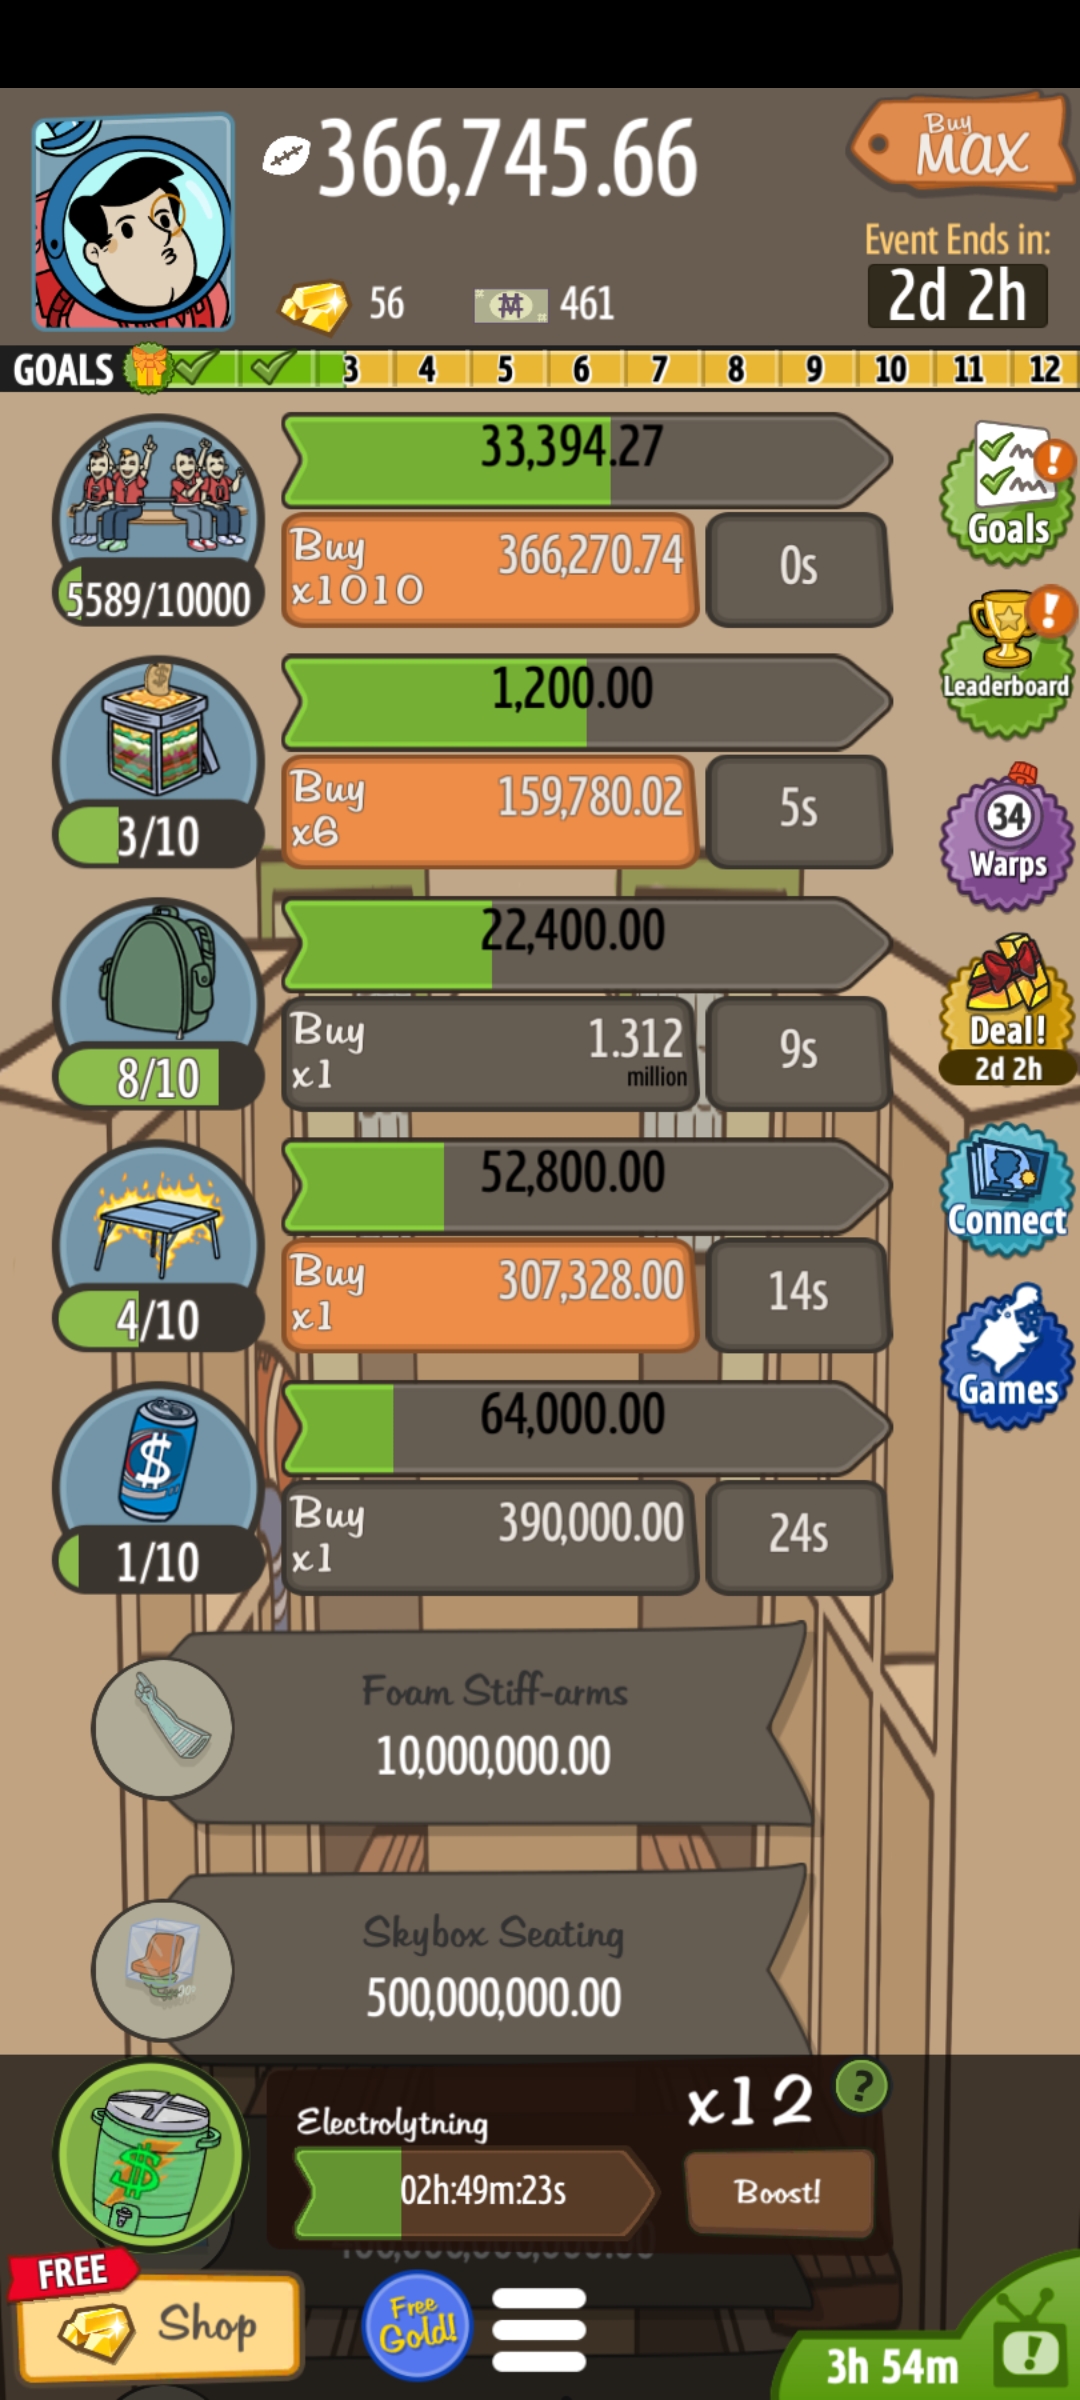 366,745.66
Buy
MAX
Event Ends in:
2d 2h
56
461
GOALS 3 4 5 6 7 8 9 10 11 12
33,394.27
Buy
x1010
366,270.74
0s
5589/10000
Goals
1,200.00
Leaderboard
Buy
x6
159,780.02
5s
3/10
34
Warps
22,400.00
Buy
x1
1.312
million
9s
8/10
Deal!
2d 2h
52,800.00
Buy
x1
307,328.00
14s
4/10
Connect
64,000.00
Buy
x1
390,000.00
24s
1/10
Games
Foam Stiff-arms
10,000,000.00
Skybox Seating
500,000,000.00
Electrolytning
x12
?
02h:49m:23s
Boost!
FREE
Shop
Free
Gold!
3h 54m